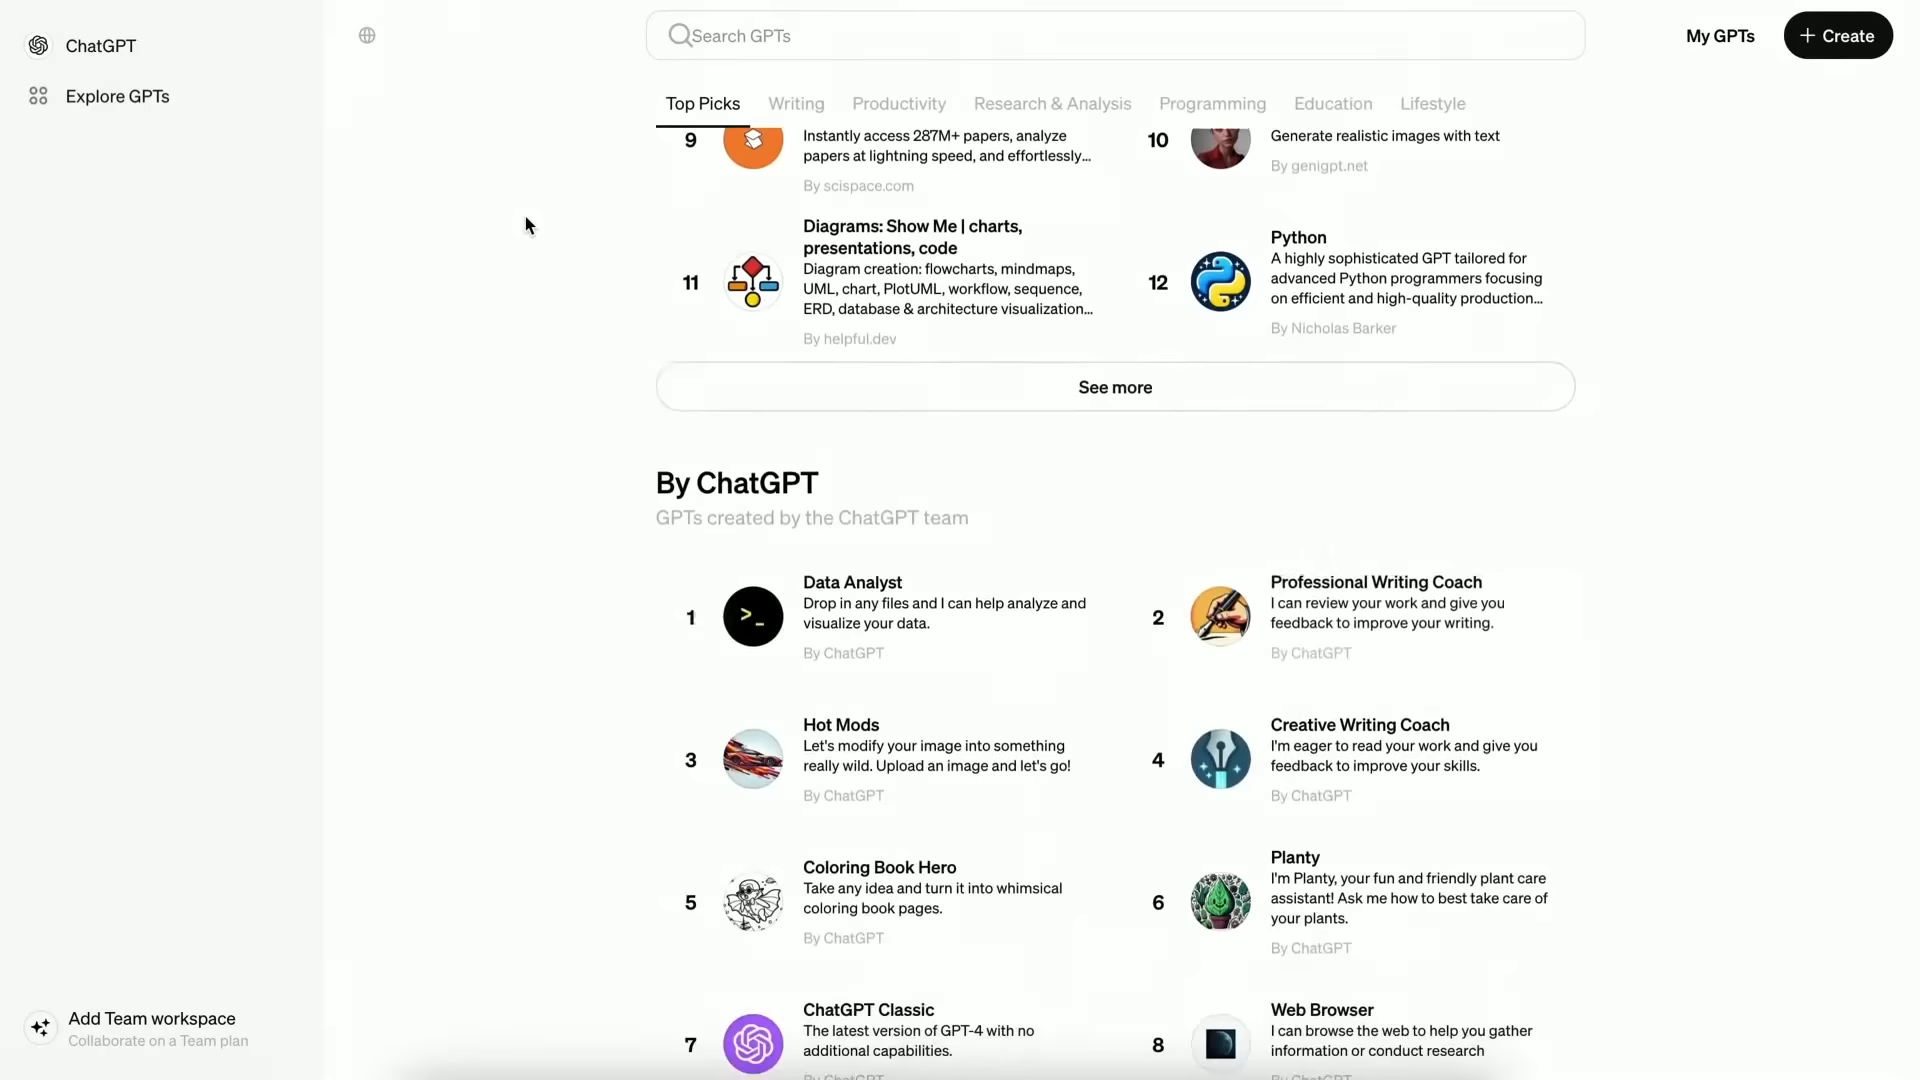 ChatGPT
Explore GPTs
Search GPTs
My GPTs
+ Create
Top Picks
Writing
Productivity
Research & Analysis
Programming
Education
Lifestyle
9
Instantly access 287M+ papers, analyze
papers at lightning speed, and effortlessly...
By scispace.com
10
Generate realistic images with text
By genigpt.net
11
Diagrams: Show Me | charts,
presentations, code
Diagram creation: flowcharts, mindmaps,
UML, chart, PlotUML, workflow, sequence,
ERD, database & architecture visualization...
By helpful.dev
12
Python
A highly sophisticated GPT tailored for
advanced Python programmers focusing
on efficient and high-quality production...
By Nicholas Barker
See more
By ChatGPT
GPTs created by the ChatGPT team
1
Data Analyst
Drop in any files and I can help analyze and
visualize your data.
By ChatGPT
2
Professional Writing Coach
I can review your work and give you
feedback to improve your writing.
By ChatGPT
3
Hot Mods
Let's modify your image into something
really wild. Upload an image and let's go!
By ChatGPT
4
Creative Writing Coach
I'm eager to read your work and give you
feedback to improve your skills.
By ChatGPT
5
Coloring Book Hero
Take any idea and turn it into whimsical
coloring book pages.
By ChatGPT
6
Planty
I'm Planty, your fun and friendly plant care
assistant! Ask me how to best take care of
your plants.
By ChatGPT
7
ChatGPT Classic
The latest version of GPT-4 with no
additional capabilities.
By ChatGPT
8
Web Browser
I can browse the web to help you gather
information or conduct research
By ChatGPT
Add Team workspace
Collaborate on a Team plan